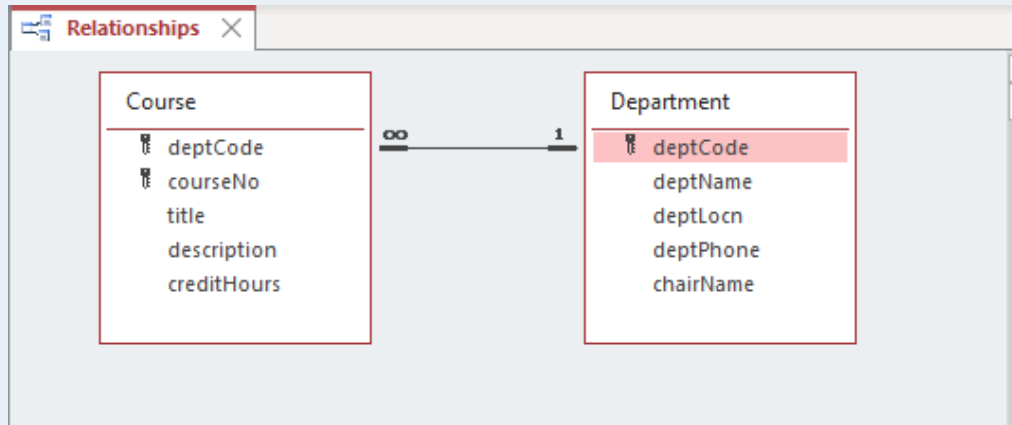 Relationships
Course
deptCode
courseNo
title
description
creditHours
∞ 1
Department
deptCode
deptName
deptLocn
deptPhone
chairName